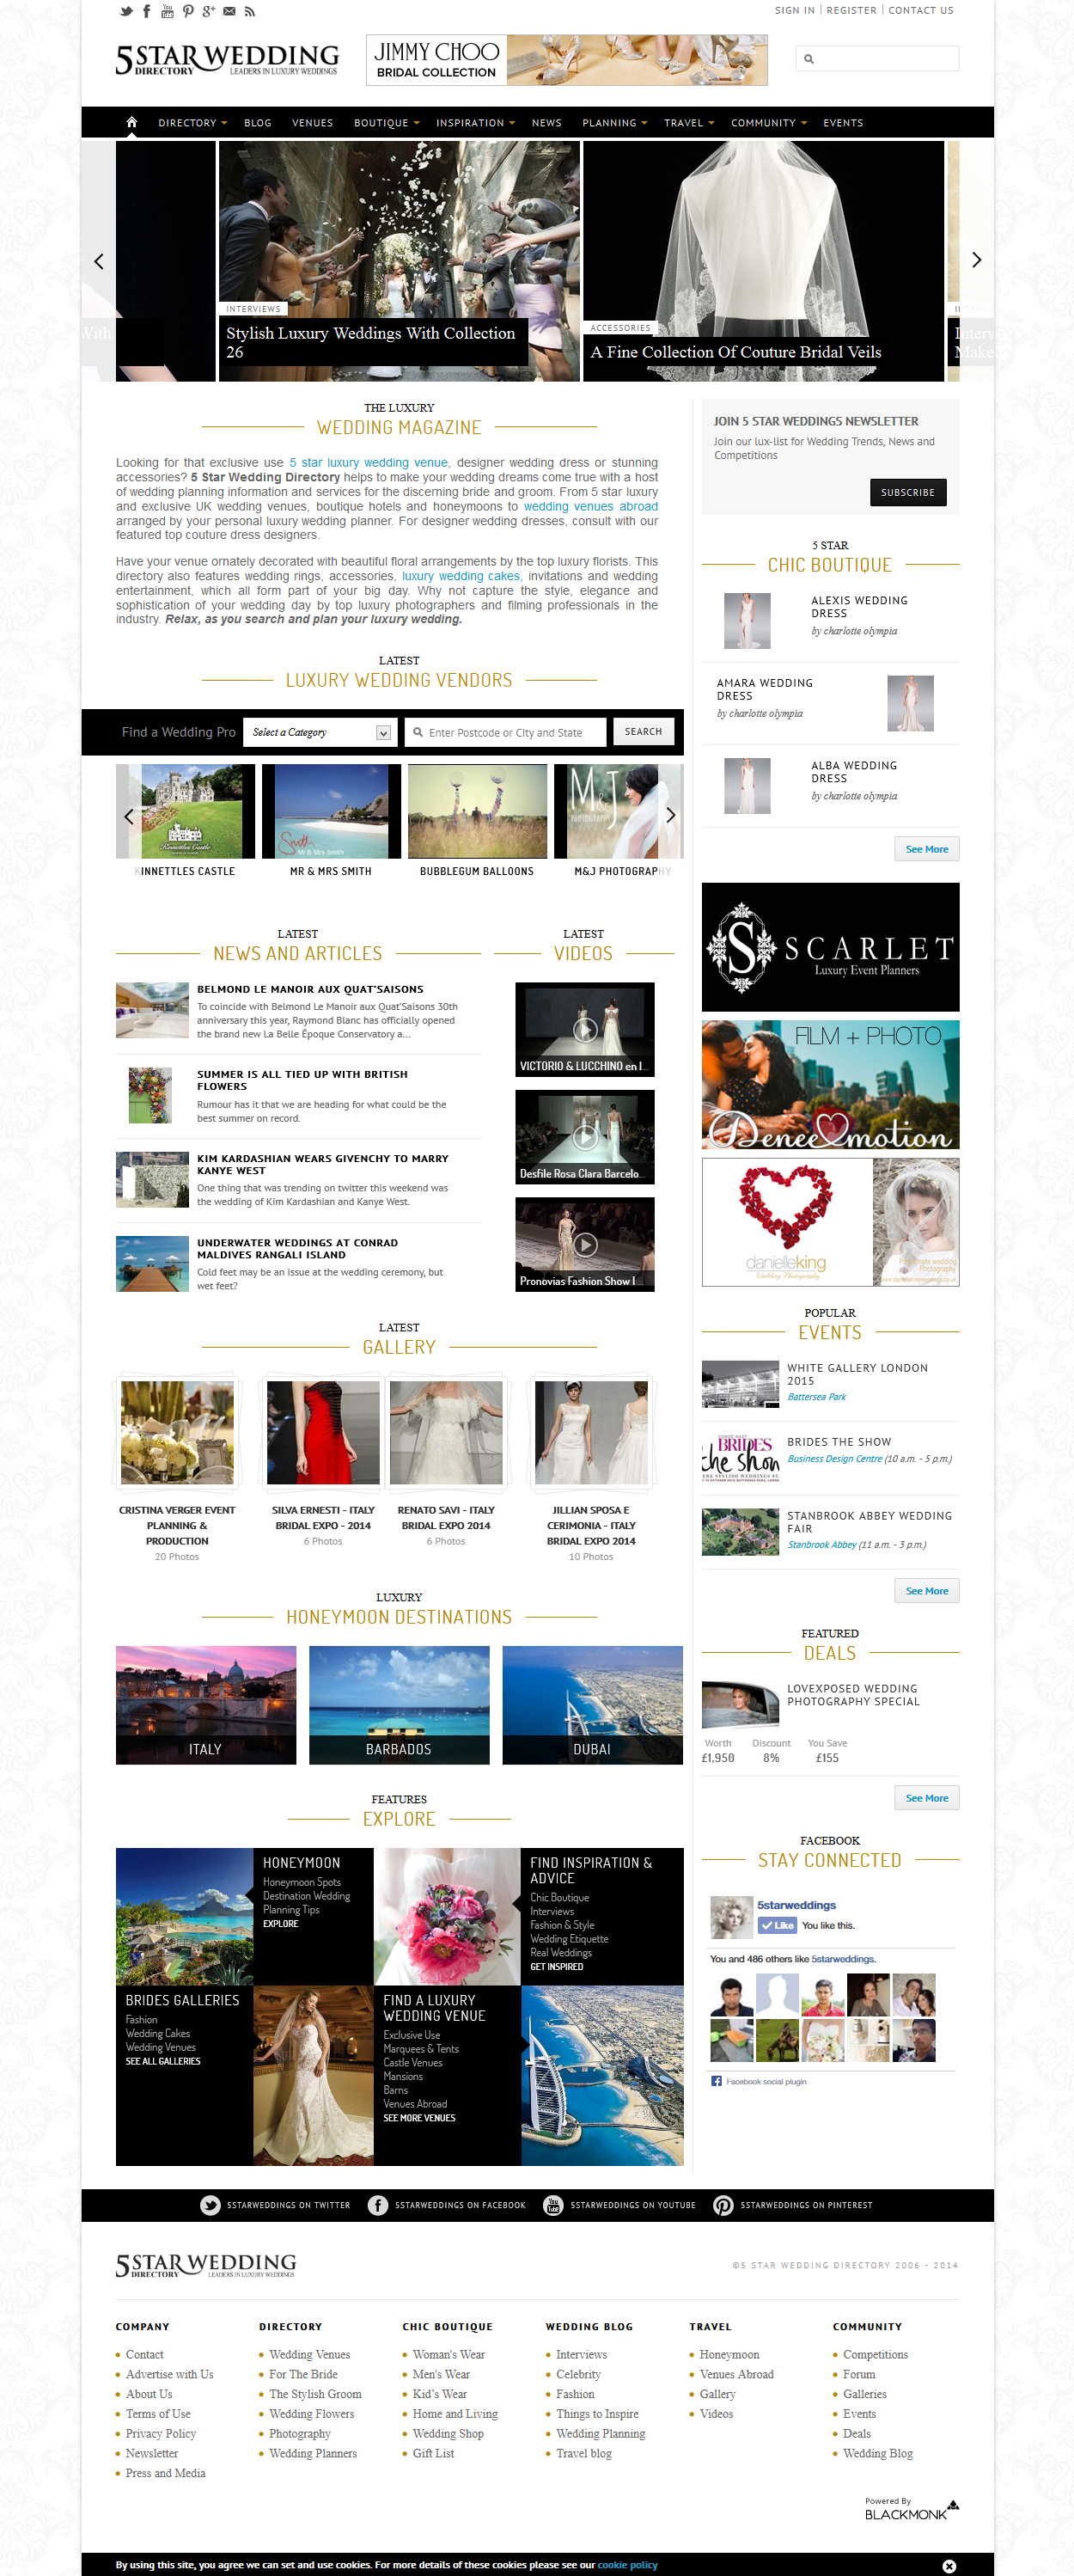 SIGN IN | REGISTER | CONTACT US
5 STAR WEDDING
DIRECTORY LEADERS IN LUXURY WEDDINGS
JIMMY CHOO
BRIDAL COLLECTION
DIRECTORY BLOG VENUES BOUTIQUE INSPIRATION NEWS PLANNING TRAVEL COMMUNITY EVENTS
With
INTERVIEWS
Stylish Luxury Weddings With Collection
26
ACCESSORIES
A Fine Collection Of Couture Bridal Veils
THE LUXURY
WEDDING MAGAZINE
Looking for that exclusive use 5 star luxury wedding venue, designer wedding dress or stunning
accessories? 5 Star Wedding Directory helps to make your wedding dreams come true with a host
of wedding planning information and services for the discerning bride and groom. From 5 star luxury
and exclusive UK wedding venues, boutique hotels and honeymoons to wedding venues abroad
arranged by your personal luxury wedding planner. For designer wedding dresses, consult with our
featured top couture dress designers.
Have your venue ornately decorated with beautiful floral arrangements by the top luxury florists. This
directory also features wedding rings, accessories, luxury wedding cakes, invitations and wedding
entertainment, which all form part of your big day. Why not capture the style, elegance and
sophistication of your wedding day by top luxury photographers and filming professionals in the
industry. Relax, as you search and plan your luxury wedding.
LATEST
LUXURY WEDDING VENDORS
Find a Wedding Pro
Select a Category
Enter Postcode or City and State
SEARCH
KINNETTLES CASTLE
MR & MRS SMITH
BUBBLEGUM BALLOONS
M&J PHOTOGRAPHY
LATEST
NEWS AND ARTICLES
BELMOND LE MANOIR AUX QUAT'SAISONS
To coincide with Belmond Le Manoir aux Quat'Saisons 30th
anniversary this year, Raymond Blanc has officially opened
the brand new La Belle Époque Conservatory a...
SUMMER IS ALL TIED UP WITH BRITISH
FLOWERS
Rumour has it that we are heading for what could be the
best summer on record.
KIM KARDASHIAN WEARS GIVENCHY TO MARRY
KANYE WEST
One thing that was trending on twitter this weekend was
the wedding of Kim Kardashian and Kanye West.
UNDERWATER WEDDINGS AT CONRAD
MALDIVES RANGALI ISLAND
Cold feet may be an issue at the wedding ceremony, but
wet feet?
LATEST
VIDEOS
VICTORIO & LUCCHINO en I...
Desfile Rosa Clara Barcelo...
Pronovias Fashion Show I
LATEST
GALLERY
CRISTINA VERGER EVENT
PLANNING &
PRODUCTION
20 Photos
SILVA ERNESTI - ITALY
BRIDAL EXPO - 2014
6 Photos
RENATO SAVI - ITALY
BRIDAL EXPO 2014
6 Photos
JILLIAN SPOSA E
CERIMONIA - ITALY
BRIDAL EXPO 2014
10 Photos
LUXURY
HONEYMOON DESTINATIONS
ITALY
BARBADOS
DUBAI
FEATURES
EXPLORE
HONEYMOON
Honeymoon Spots
Destination Wedding
Planning Tips
EXPLORE
FIND INSPIRATION &
ADVICE
Chic Boutique
Interviews
Fashion & Style
Wedding Etiquette
Real Weddings
GET INSPIRED
BRIDES GALLERIES
Fashion
Wedding Cakes
Wedding Venues
SEE ALL GALLERIES
FIND A LUXURY
WEDDING VENUE
Exclusive Use
Marquees & Tents
Castle Venues
Mansions
Barns
Venues Abroad
SEE MORE VENUES
JOIN 5 STAR WEDDINGS NEWSLETTER
Join our lux-list for Wedding Trends, News and
Competitions
SUBSCRIBE
5 STAR
CHIC BOUTIQUE
ALEXIS WEDDING
DRESS
by charlotte olympia
AMARA WEDDING
DRESS
by charlotte olympia
ALBA WEDDING
DRESS
by charlotte olympia
See More
S SCARLET
Luxury Event Planners
FILM + PHOTO
Denee motion
danielleking
Wedding Photography
POPULAR
EVENTS
WHITE GALLERY LONDON
2015
Battersea Park
BRIDES THE SHOW
Business Design Centre (10 a.m. - 5 p.m.)
STANBROOK ABBEY WEDDING
FAIR
Stanbrook Abbey (11 a.m. - 3 p.m.)
See More
FEATURED
DEALS
LOVEXPOSED WEDDING
PHOTOGRAPHY SPECIAL
Worth Discount You Save
£1,950 8% £155
See More
FACEBOOK
STAY CONNECTED
5starweddings
Like You like this.
You and 486 others like 5starweddings.
Facebook social plugin
5STARWEDDINGS ON TWITTER
5STARWEDDINGS ON FACEBOOK
5STARWEDDINGS ON YOUTUBE
5STARWEDDINGS ON PINTEREST
5 STAR WEDDING
DIRECTORY LEADERS IN LUXURY WEDDINGS
©5 STAR WEDDING DIRECTORY 2006 - 2014
COMPANY
Contact
Advertise with Us
About Us
Terms of Use
Privacy Policy
Newsletter
Press and Media
DIRECTORY
Wedding Venues
For The Bride
The Stylish Groom
Wedding Flowers
Photography
Wedding Planners
CHIC BOUTIQUE
Woman's Wear
Men's Wear
Kid's Wear
Home and Living
Wedding Shop
Gift List
WEDDING BLOG
Interviews
Celebrity
Fashion
Things to Inspire
Wedding Planning
Travel blog
TRAVEL
Honeymoon
Venues Abroad
Gallery
Videos
COMMUNITY
Competitions
Forum
Galleries
Events
Deals
Wedding Blog
Powered By
BLACKMONK
By using this site, you agree we can set and use cookies. For more details of these cookies please see our cookie policy